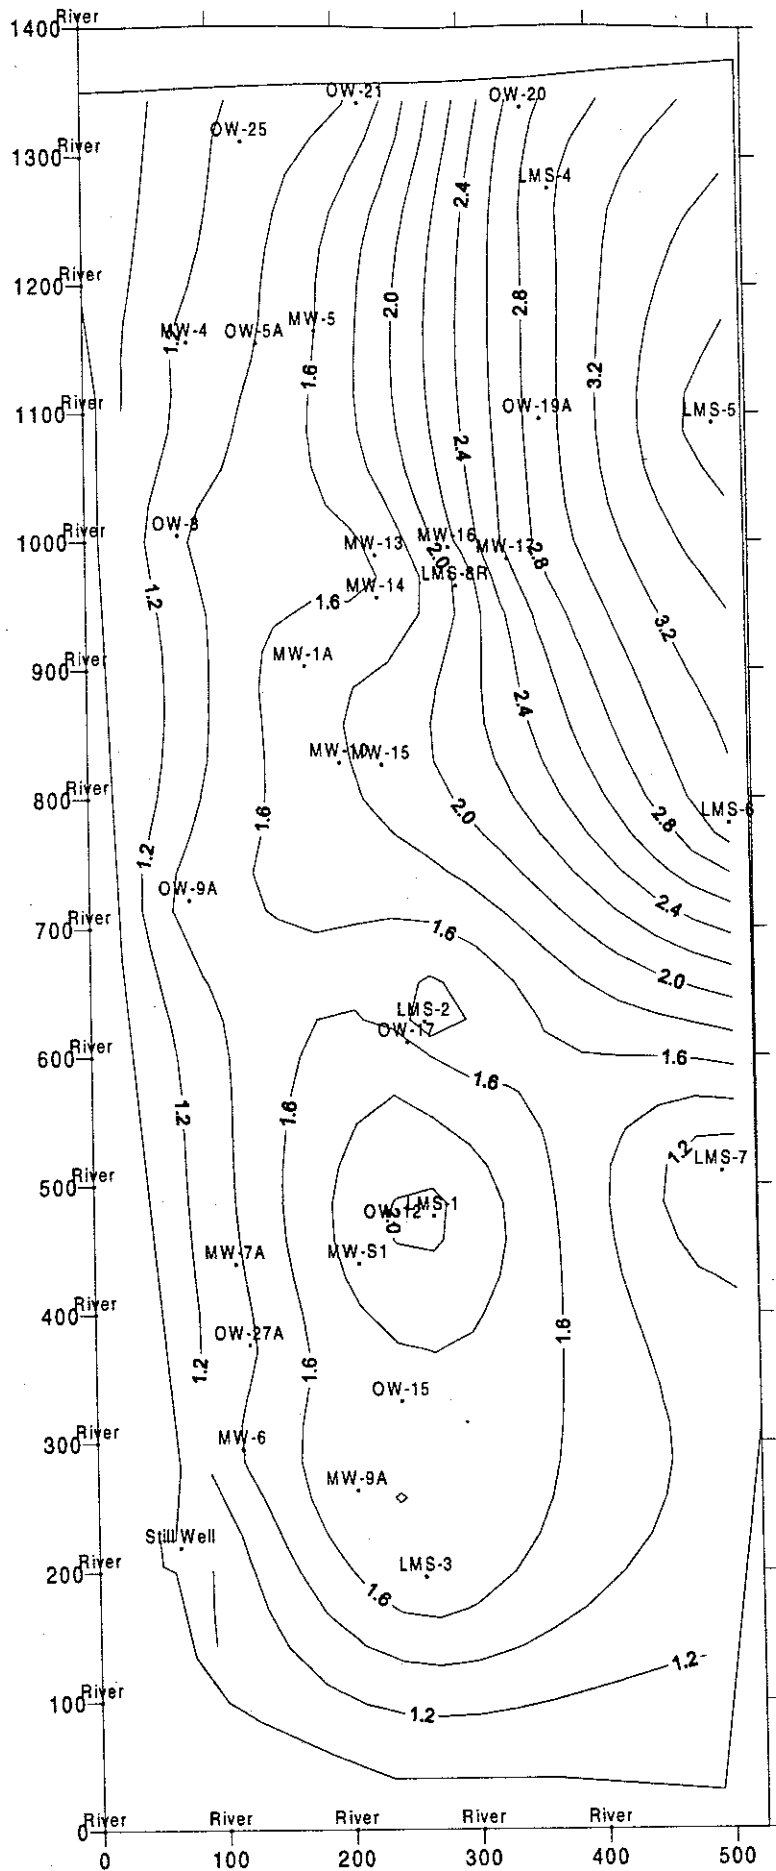 River
1400
OW-21
OW-20
OW-25
River
1300
LMS-4
2.4
River
1200
2.0
2.8
MW-5
MW-4
OW-5A
1.2
1.6
3.2
River
1100
OW-19A
LMS-5
2.4
OW-8
River
1000
MW-13
MW-16
MW-17
2.0
2.8
LMS-8R
MW-14
1.2
1.6
3.2
River
900
MW-1A
2.4
MW-10
MW-15
River
800
1.6
2.0
2.8
LMS-6
1.2
OW-9A
2.4
River
700
1.6
2.0
LMS-2
OW-17
River
600
1.6
1.6
1.2
1.6
1.2
LMS-7
River
500
OW-12
LMS-1
2.0
MW-7A
MW-S1
River
400
OW-27A
1.6
1.2
1.6
OW-15
River
300
MW-6
MW-9A
Still Well
River
200
LMS-3
1.6
1.2
River
100
1.2
River
River
River
River
River
0
0
100
200
300
400
500